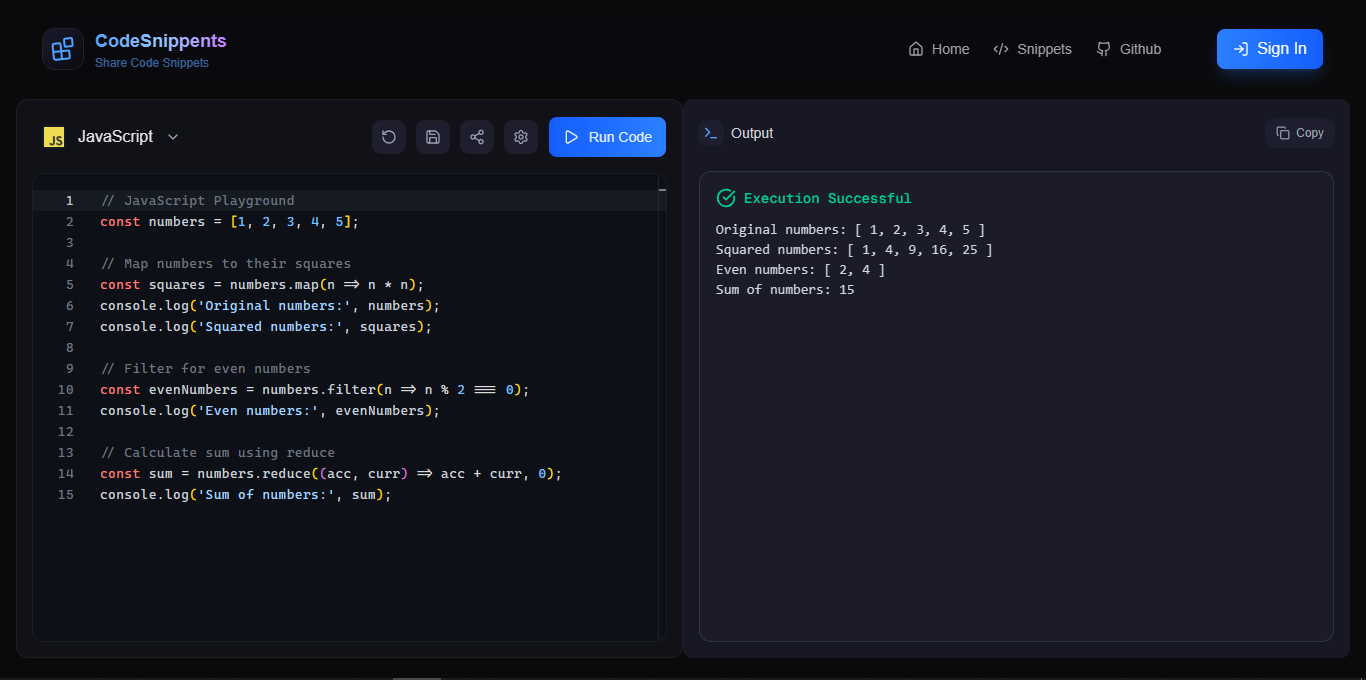 CodeSnippents
Share Code Snippets
Home
Snippets
Github
Sign In
JS
JavaScript
Run Code
1 // JavaScript Playground
2 const numbers = [1, 2, 3, 4, 5];
3
4 // Map numbers to their squares
5 const squares = numbers.map(n => n * n);
6 console.log('Original numbers:', numbers);
7 console.log('Squared numbers:', squares);
8
9 // Filter for even numbers
10 const evenNumbers = numbers.filter(n => n % 2 === 0);
11 console.log('Even numbers:', evenNumbers);
12
13 // Calculate sum using reduce
14 const sum = numbers.reduce((acc, curr) => acc + curr, 0);
15 console.log('Sum of numbers:', sum);
Output
Copy
Execution Successful
Original numbers: [ 1, 2, 3, 4, 5 ]
Squared numbers: [ 1, 4, 9, 16, 25 ]
Even numbers: [ 2, 4 ]
Sum of numbers: 15